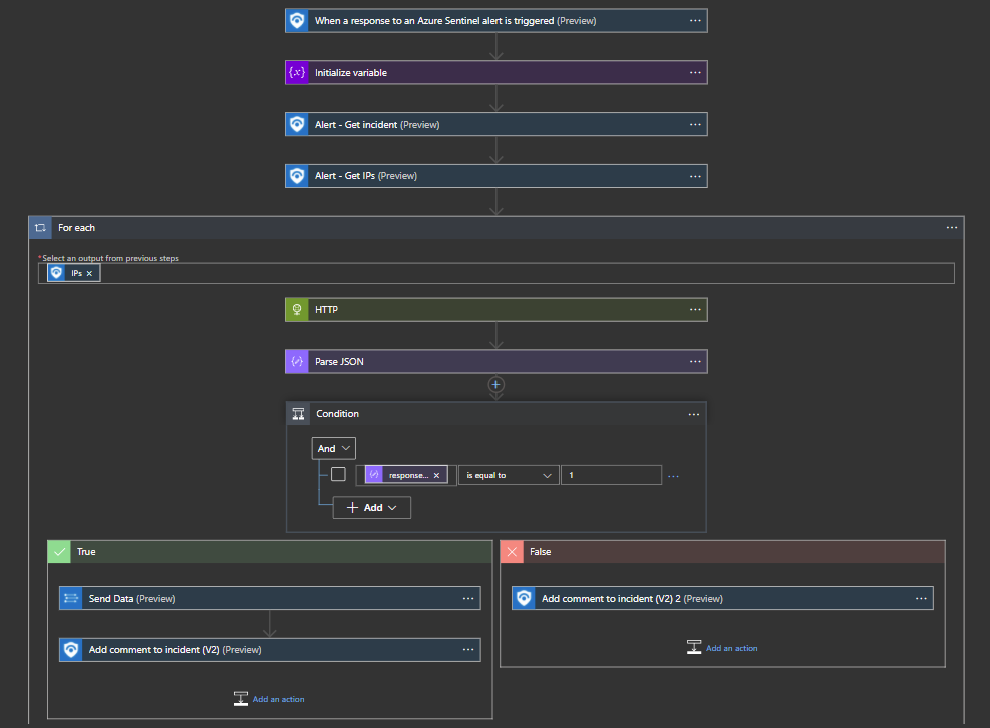 When a response to an Azure Sentinel alert is triggered (Preview)
{x} Initialize variable
Alert - Get incident (Preview)
Alert - Get IPs (Preview)
For each
*Select an output from previous steps
IPs ×
HTTP
Parse JSON
Condition
And
response... × is equal to 1
+ Add
True
False
Send Data (Preview)
Add comment to incident (V2) 2 (Preview)
Add comment to incident (V2) (Preview)
Add an action
Add an action